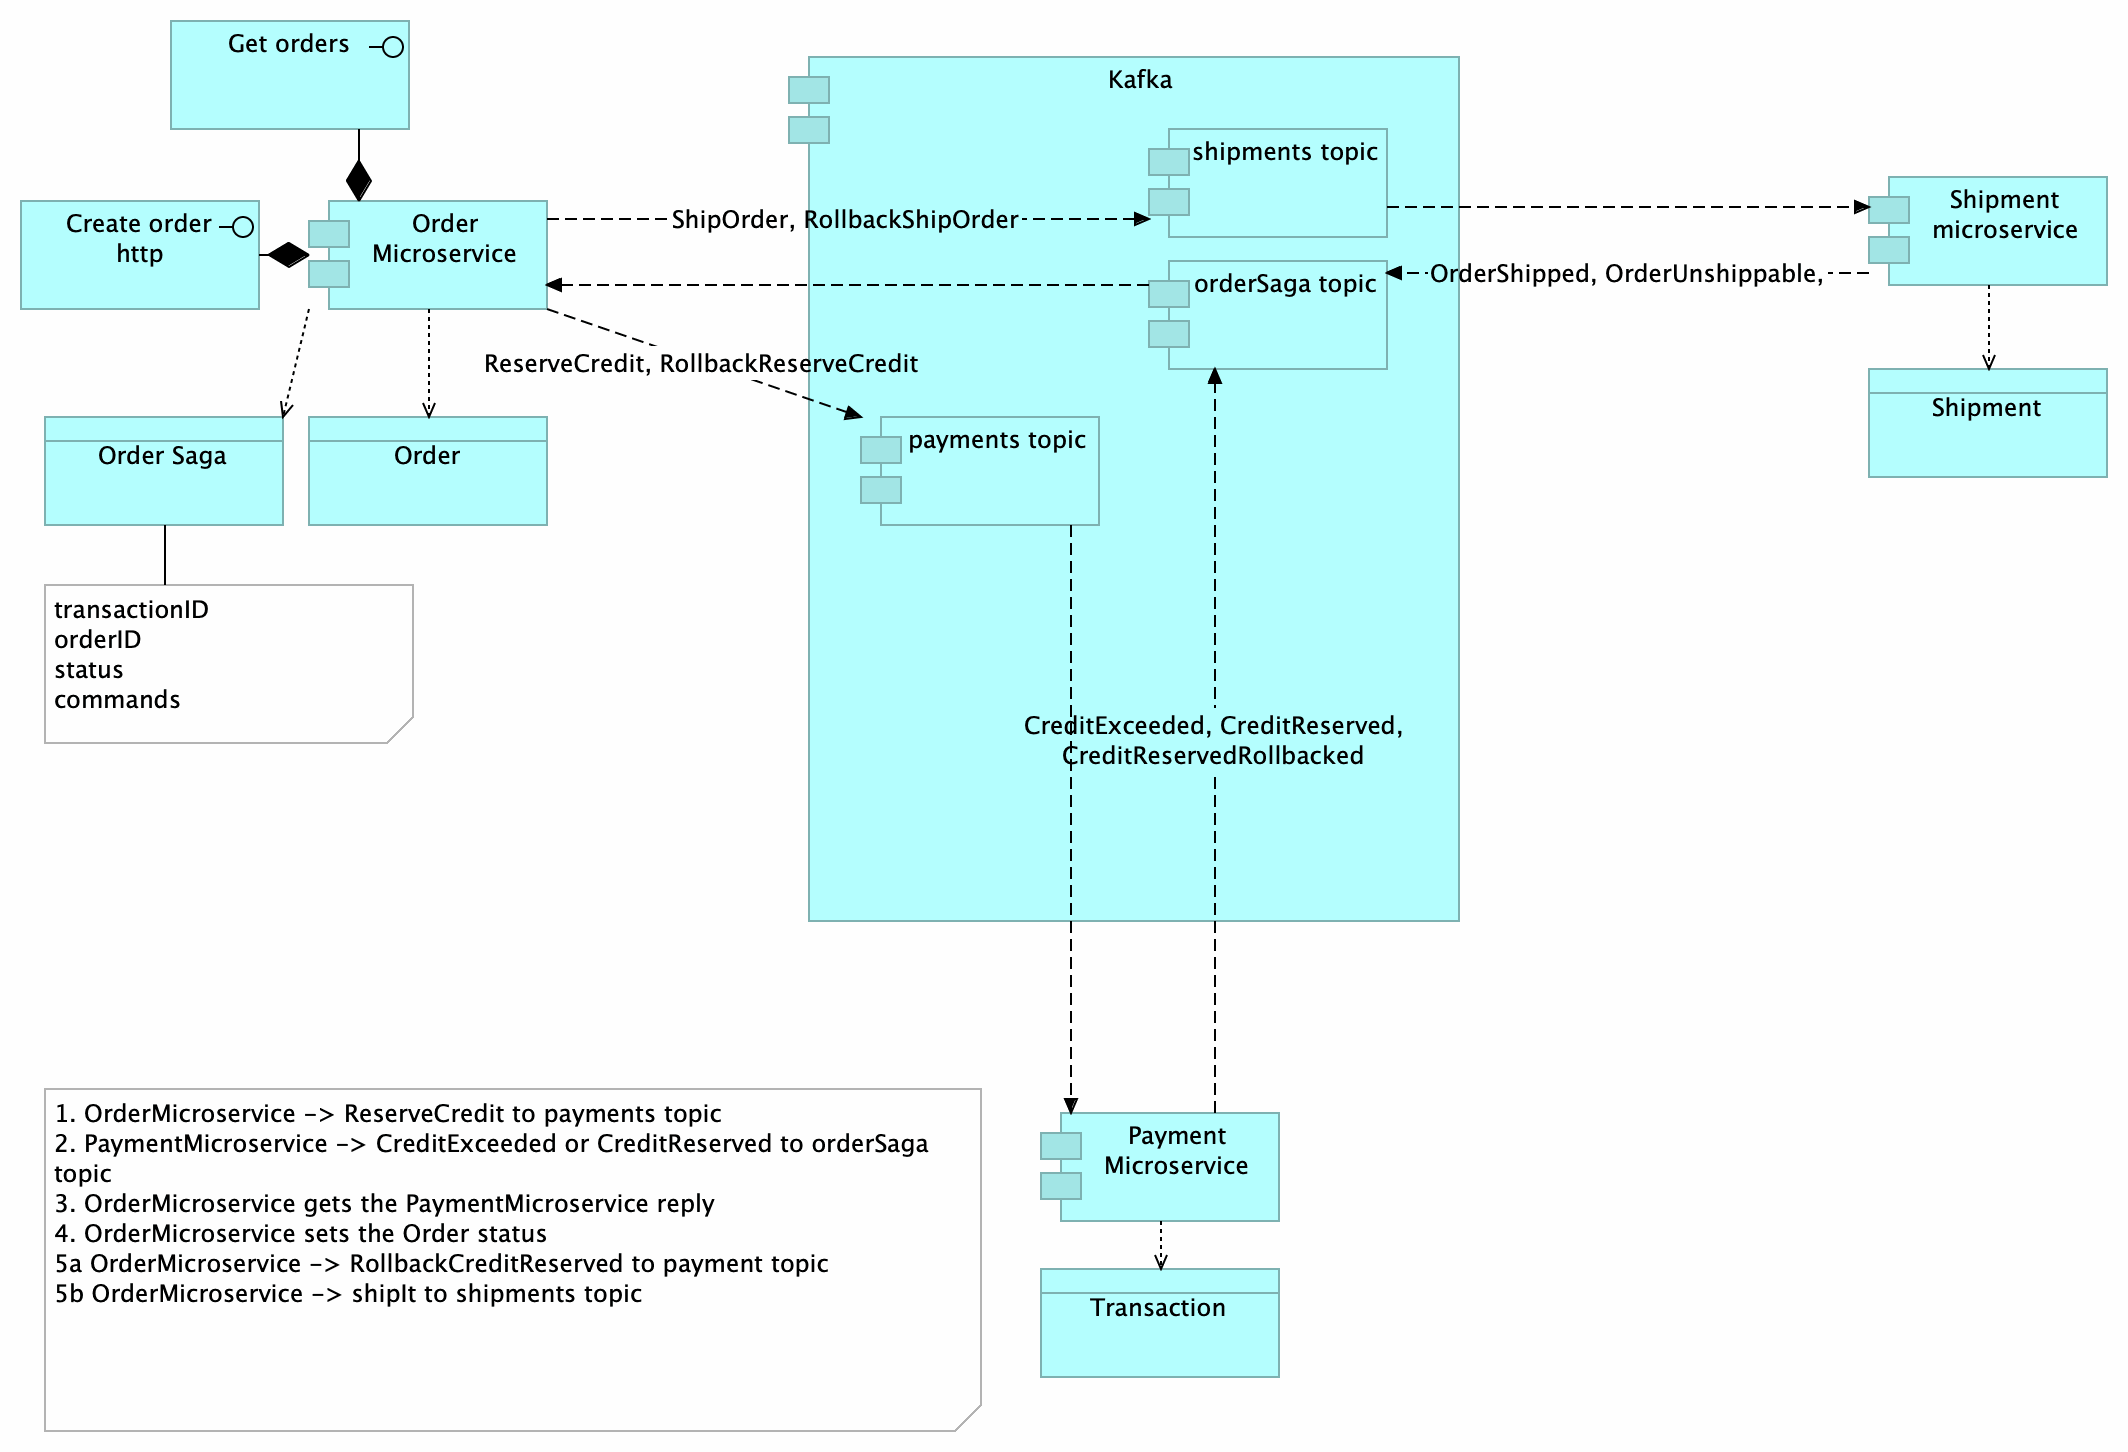 Get orders
Kafka
shipments topic
Create order
http
Order
Microservice
ShipOrder, RollbackShipOrder
Shipment
microservice
orderSaga topic
OrderShipped, OrderUnshippable,
ReserveCredit, RollbackReserveCredit
Shipment
payments topic
Order Saga
Order
transactionID
orderID
status
commands
CreditExceeded, CreditReserved,
CreditReservedRollbacked
1. OrderMicroservice -> ReserveCredit to payments topic
2. PaymentMicroservice -> CreditExceeded or CreditReserved to orderSaga
topic
3. OrderMicroservice gets the PaymentMicroservice reply
4. OrderMicroservice sets the Order status
5a OrderMicroservice -> RollbackCreditReserved to payment topic
5b OrderMicroservice -> shipIt to shipments topic
Payment
Microservice
Transaction